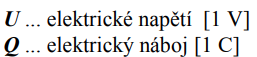 U ... elektrické napětí [1 V]
Q ... elektrický náboj [1 C]